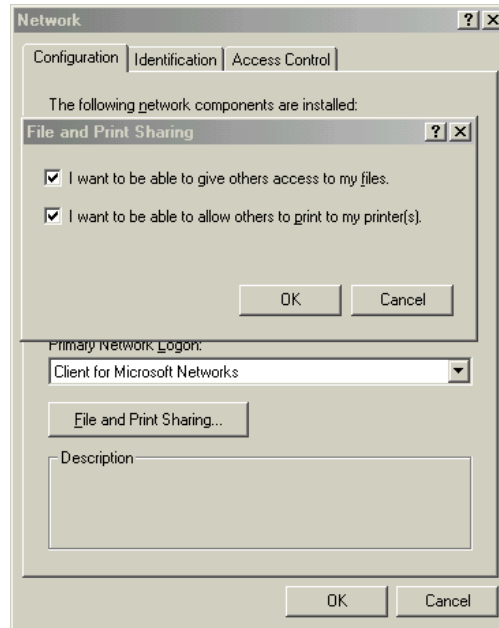 Network
Configuration Identification Access Control
The following network components are installed:
File and Print Sharing
I want to be able to give others access to my files.
I want to be able to allow others to print to my printer(s).
OK Cancel
Primary Network Logon:
Client for Microsoft Networks
File and Print Sharing...
Description
OK Cancel